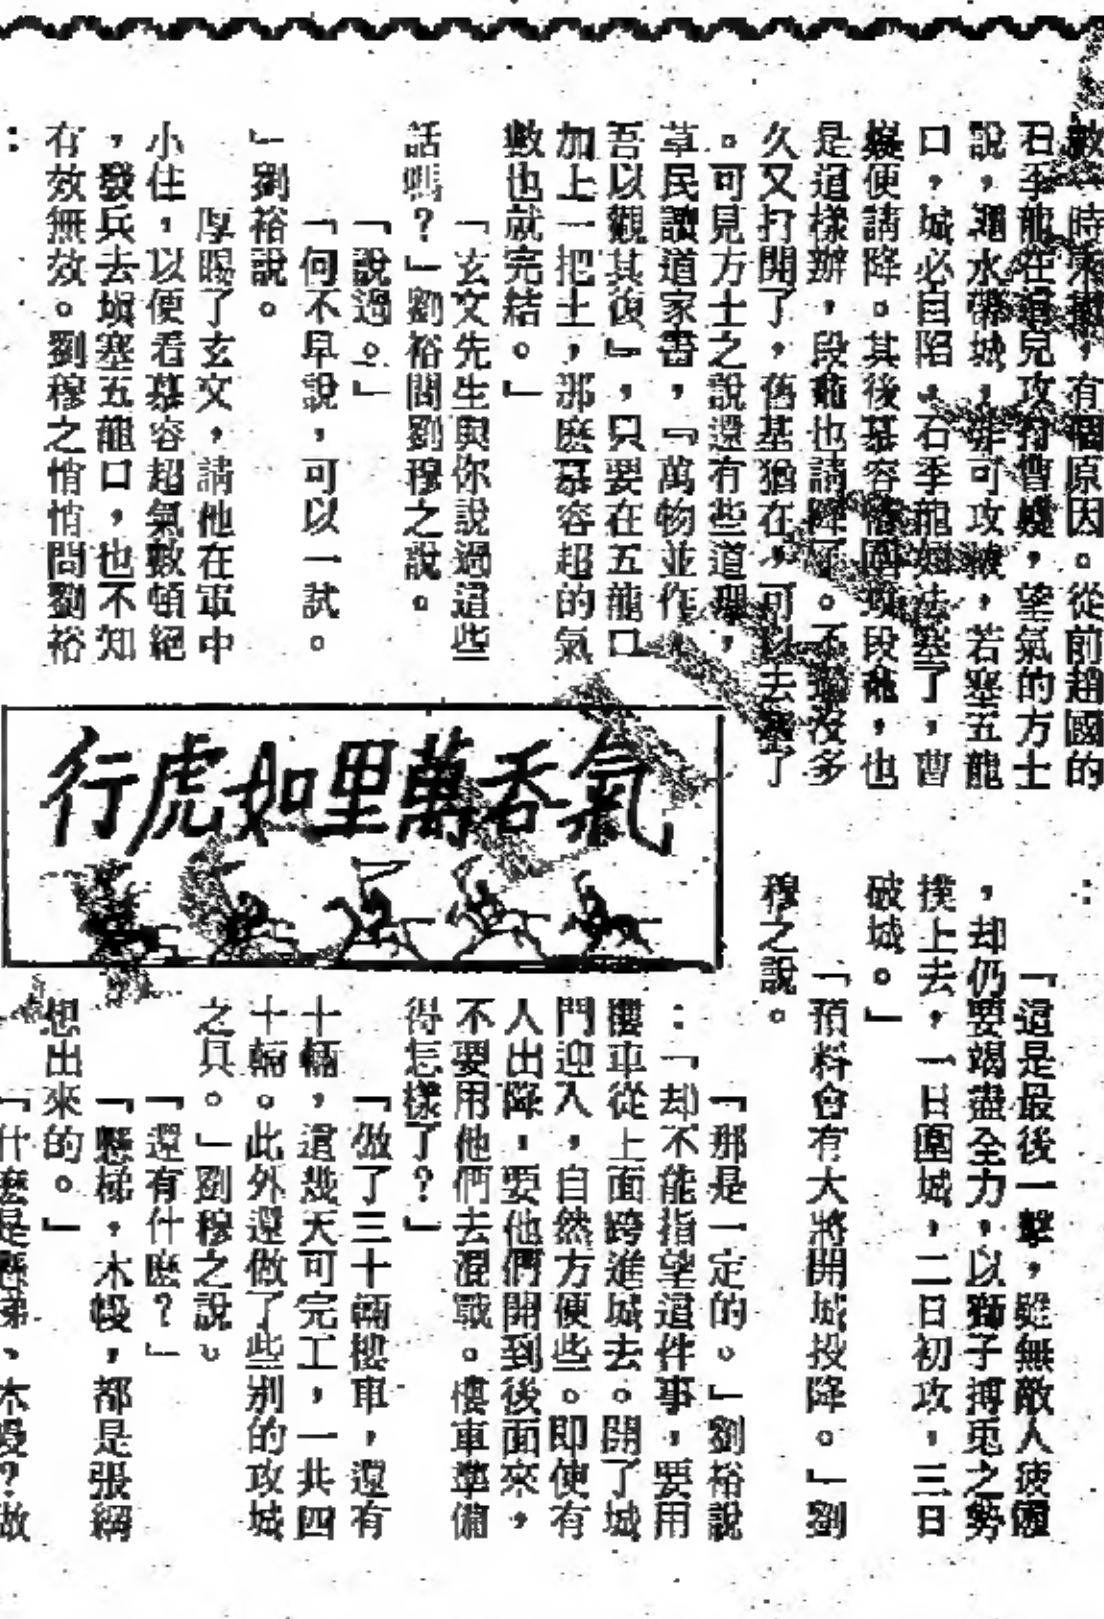 數一時未□，有個原因。從前趙國的
石季龍在這兒攻打曹嶷，望氣的方士
說，澠水帶城，非可攻拔，若塞五龍
口，城必自陷。石季龍如法塞了，曹
嶷便請降。其後慕容恪圍攻段龕，也
是這樣辦，段龕也請降了。不過沒多
久又打開了，舊基猶在，可以去塞了
。可見方士之說還有些道理，
草民讀道家書，『萬物並作，
吾以觀其後』，只要在五龍口
加上一把土，那麽慕容超的氣
數也就完結。」
「玄文先生與你說過這些
話嗎？」劉裕問劉穆之說。
「說過。」
「何不早說，可以一試。
」劉裕說。
厚賜了玄文，請他在軍中
小住，以便看慕容超氣數頓絕
，發兵去塡塞五龍口，也不知
有效無效。劉穆之悄悄問劉裕
：
氣吞萬里如虎行
：
「這是最後一擊，雖無敵人疲憊
，却仍要竭盡全力，以獅子搏兎之勢
撲上去，一日圍城，二日初攻，三日
破城。」
「預料會有大將開城投降。」劉
穆之說。
「那是一定的。」劉裕說
：「却不能指望這件事，要用
樓車從上面跨進城去。開了城
門迎入，自然方便些。即使有
人出降，要他們開到後面來，
不要用他們去混戰。樓車準備
得怎樣了？」
「做了三十輛樓車，還有
十輛，這幾天可完工，一共四
十輛。此外還做了些別的攻城
之具。」劉穆之說。
「還有什麽？」
「懸梯，木幔，都是張綱
想出來的。」
「什麽是懸梯、木幔？做